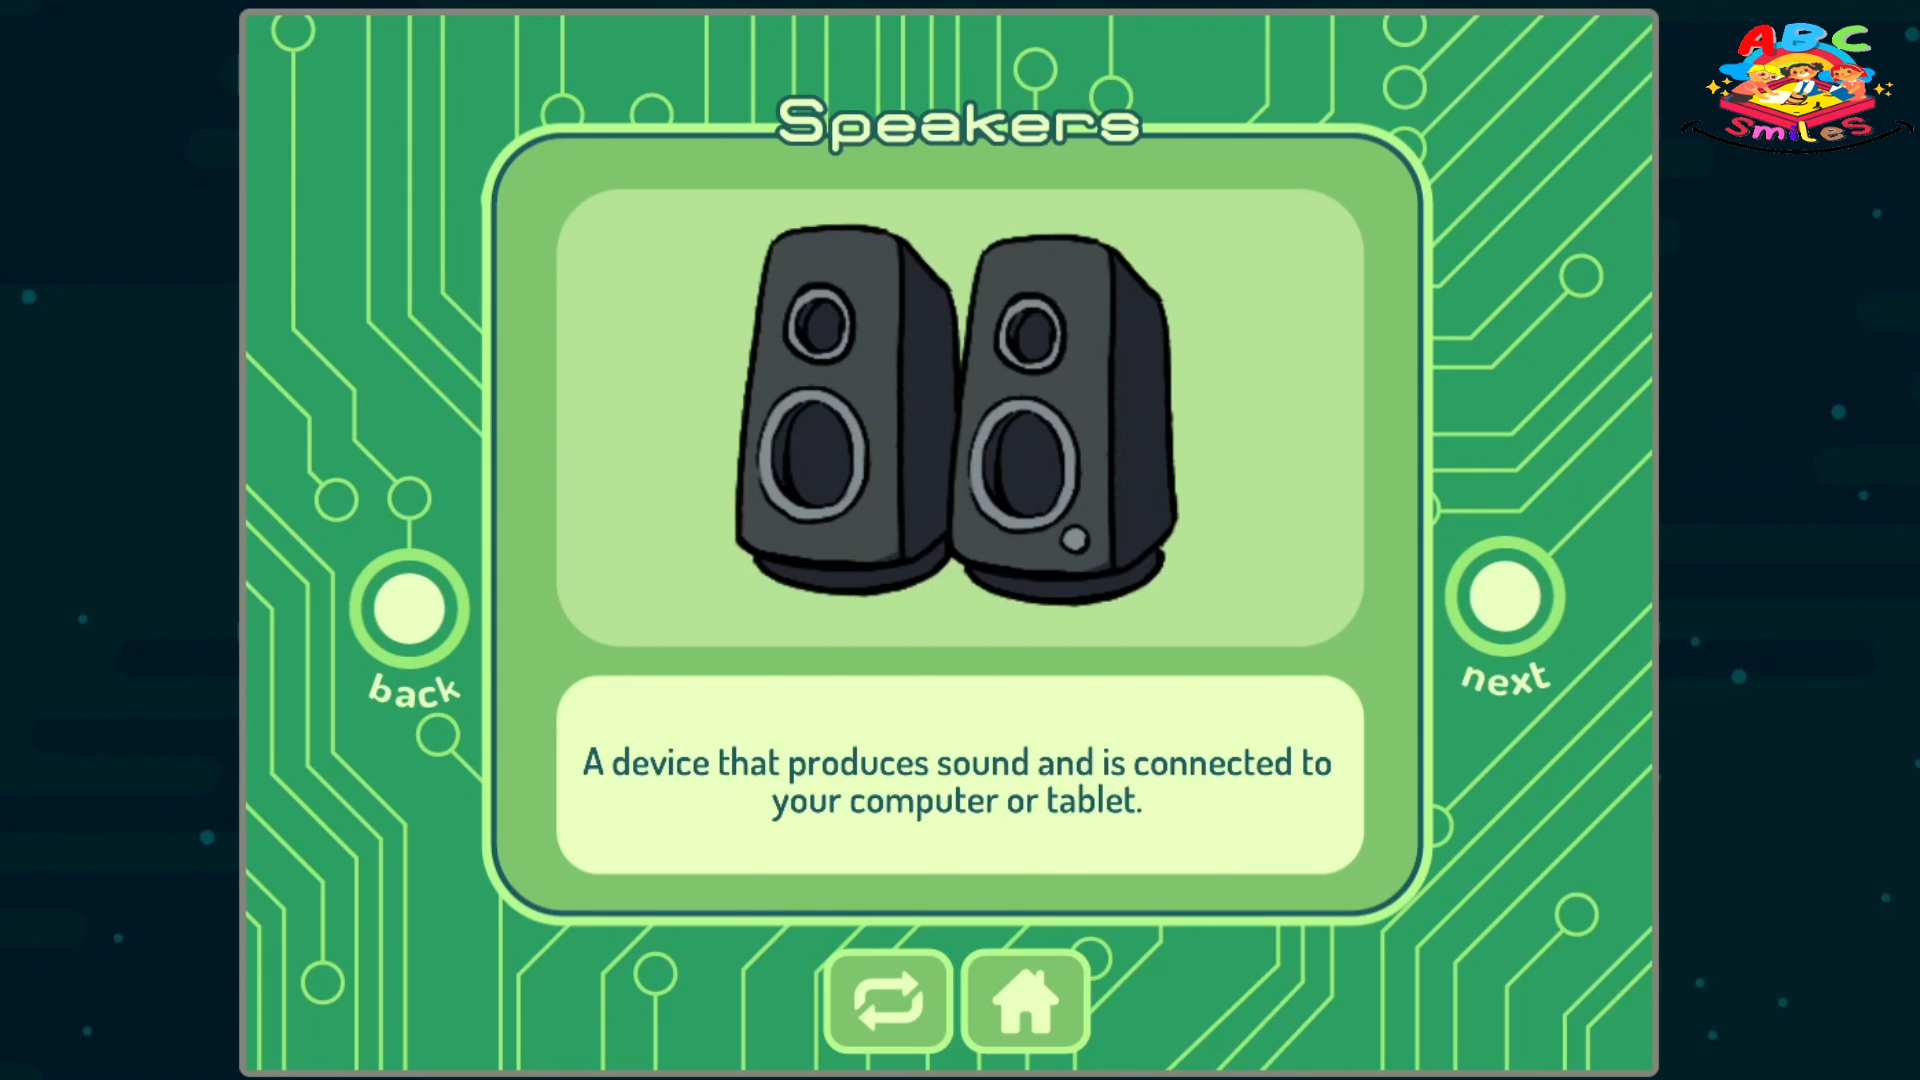 ABC
Smiles
Speakers
back
next
A device that produces sound and is connected to
your computer or tablet.